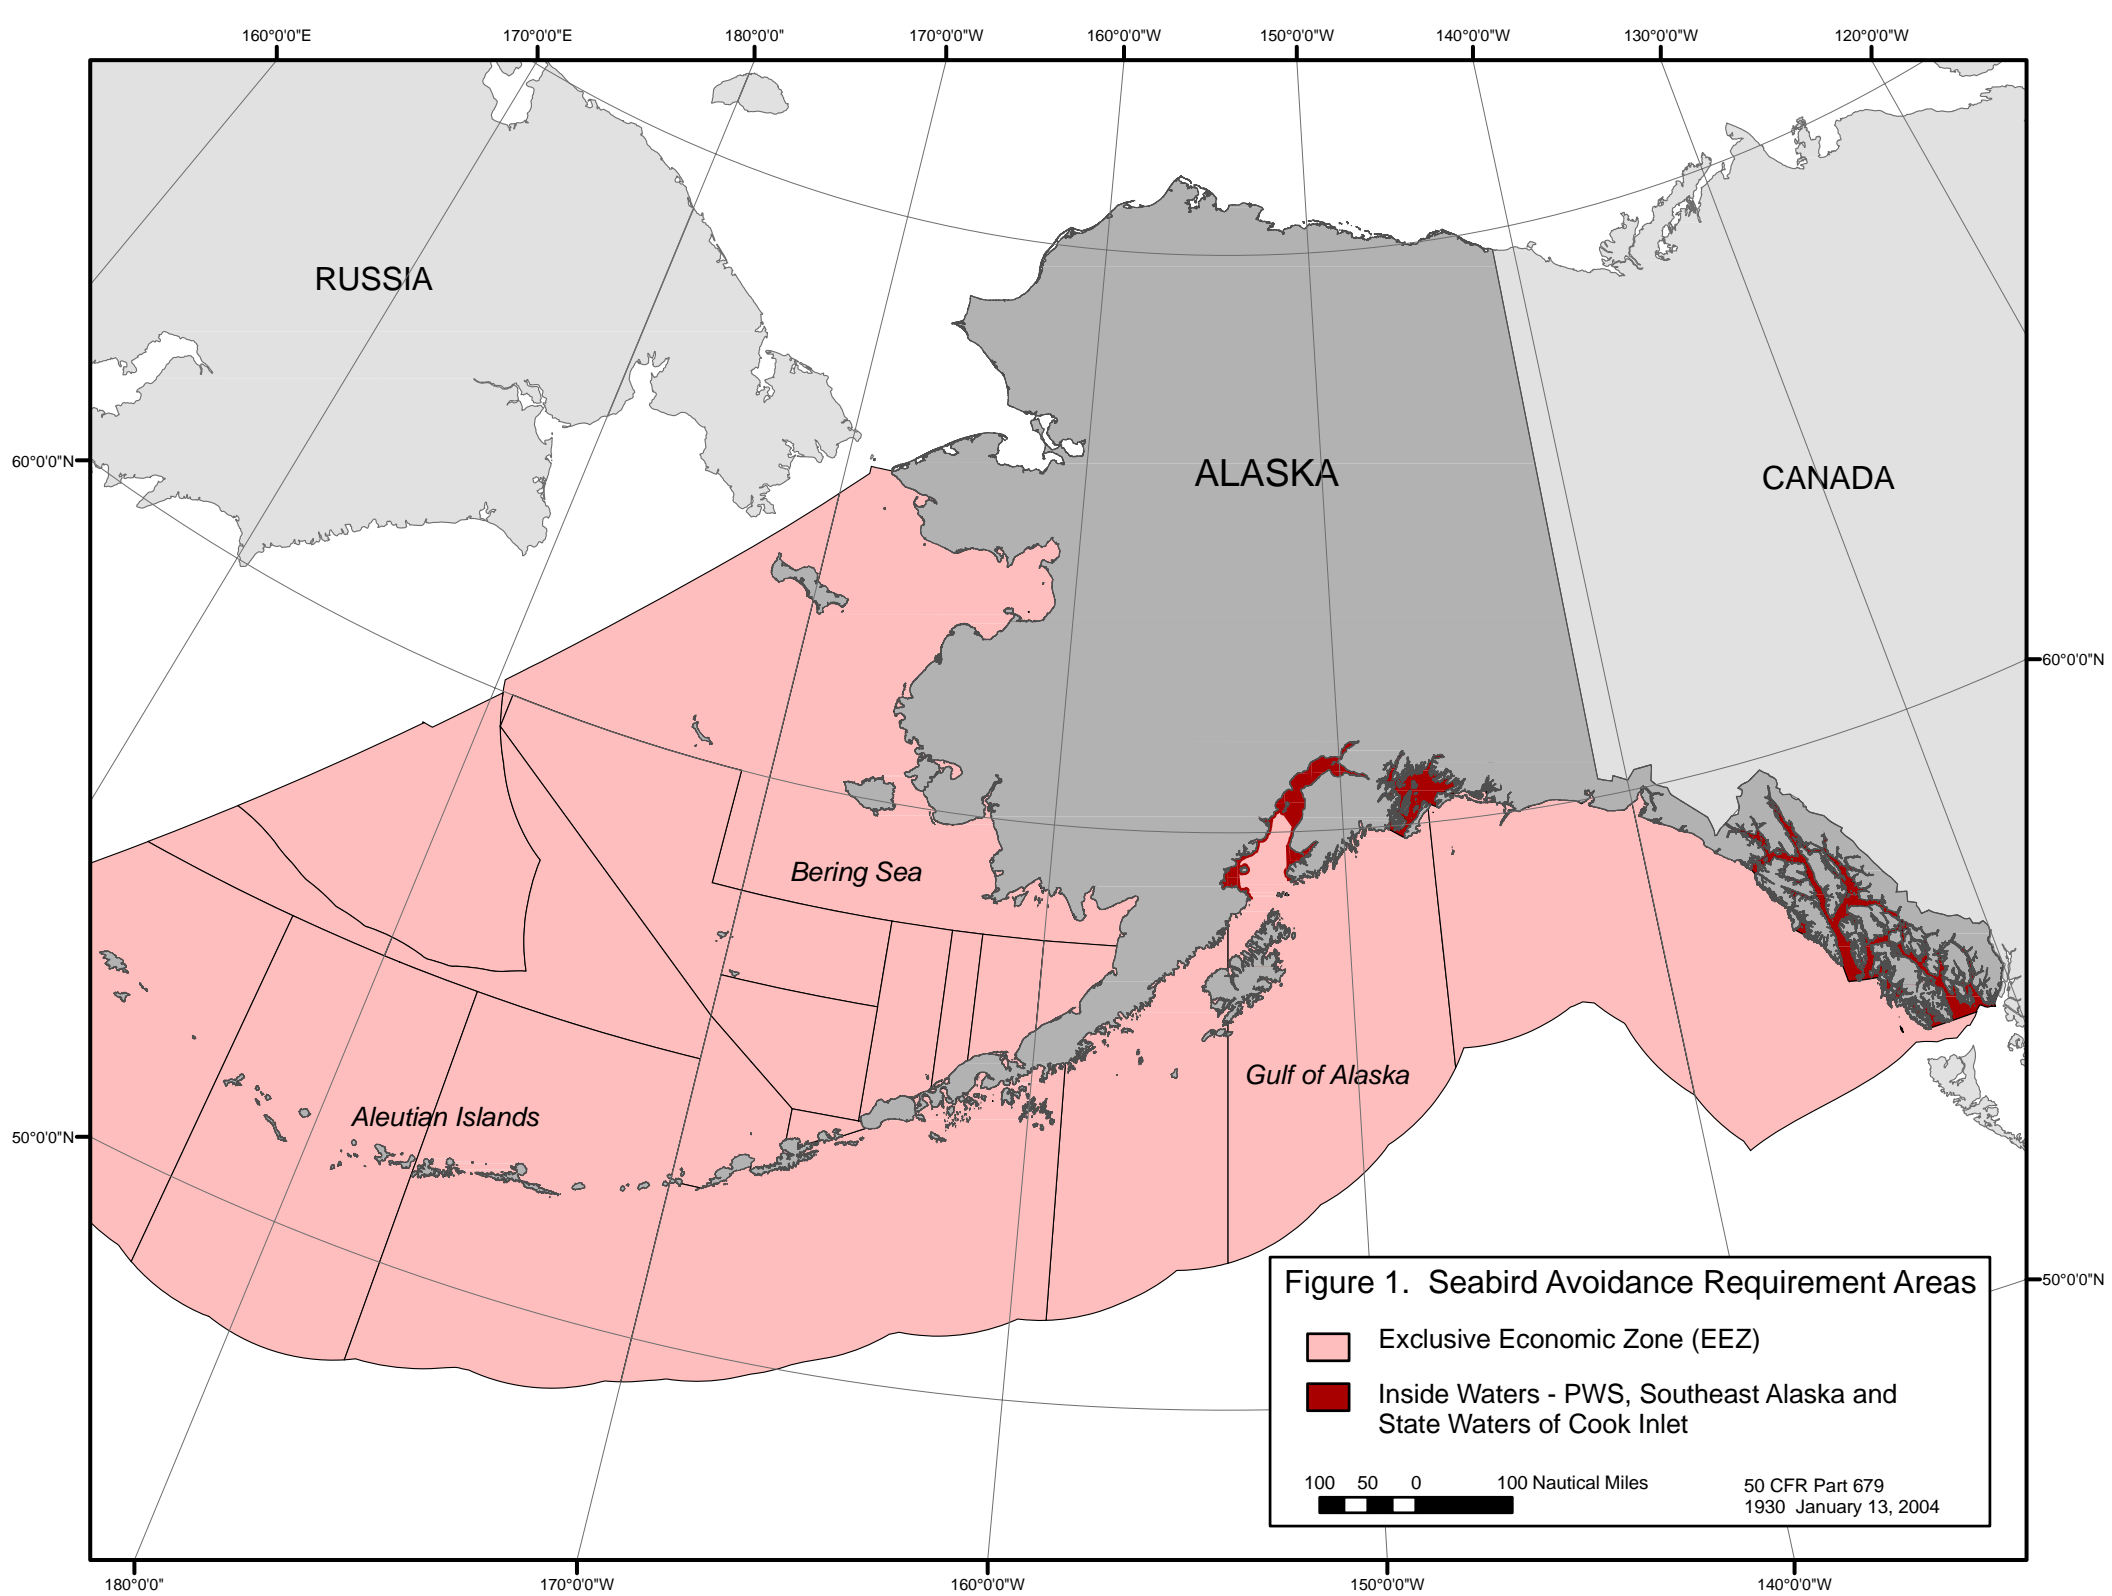 160°0'0"E
170°0'0"E
180°0'0"
170°0'0"W
160°0'0"W
150°0'0"W
140°0'0"W
130°0'0"W
120°0'0"W
RUSSIA
ALASKA
CANADA
60°0'0"N
60°0'0"N
Bering Sea
Gulf of Alaska
Aleutian Islands
50°0'0"N
50°0'0"N
Figure 1. Seabird Avoidance Requirement Areas
Exclusive Economic Zone (EEZ)
Inside Waters - PWS, Southeast Alaska and
State Waters of Cook Inlet
100 50 0 100 Nautical Miles
50 CFR Part 679
1930 January 13, 2004
180°0'0"
170°0'0"W
160°0'0"W
150°0'0"W
140°0'0"W